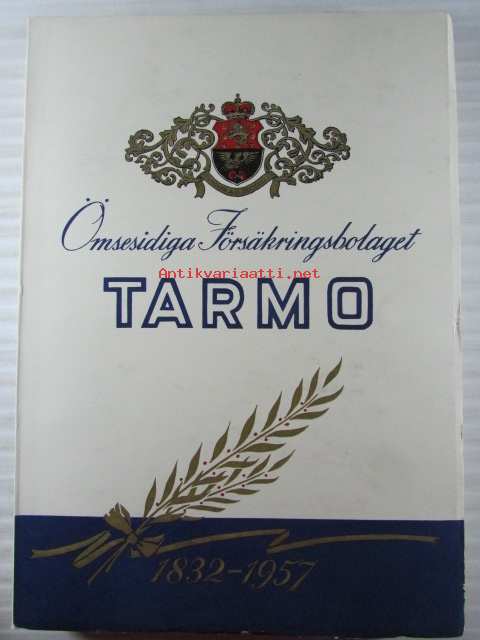 Ömsesidiga Försäkringsbolaget
Antikvariaatti.net
TARMO
1832-1957